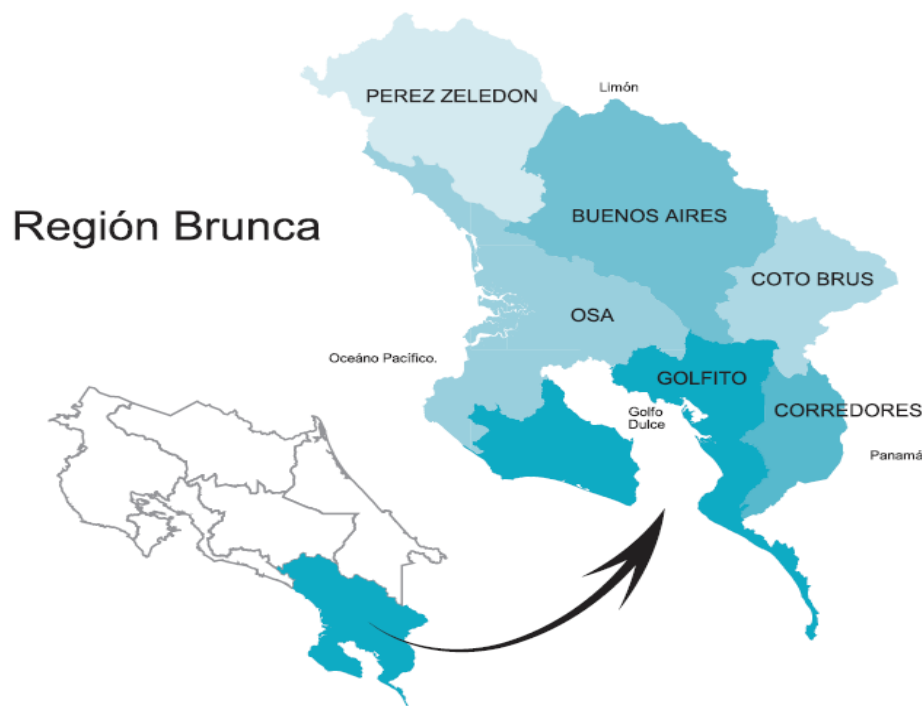 PEREZ ZELEDON
Limón
Región Brunca
BUENOS AIRES
COTO BRUS
OSA
Océano Pacífico.
GOLFITO
CORREDORES
Golfo
Dulce
Panamá